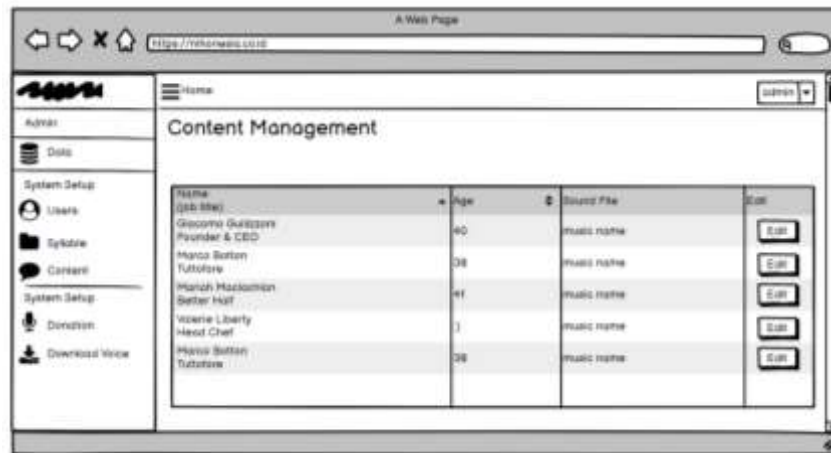 A Web Page
Home
admin
Admin
Data
System Setup
Users
Syllable
Content
System Setup
Donation
Download Voice
Content Management
Name
(job title)
Age
Sound File
Edit
Giacomo Guilizzoni
Founder & CEO
40
music name
Edit
Marco Botton
Tuttofare
38
music name
Edit
Mariah Maclachlan
Better Half
41
music name
Edit
Valerie Liberty
Head Chef
:)
music name
Edit
Marco Botton
Tuttofare
38
music name
Edit